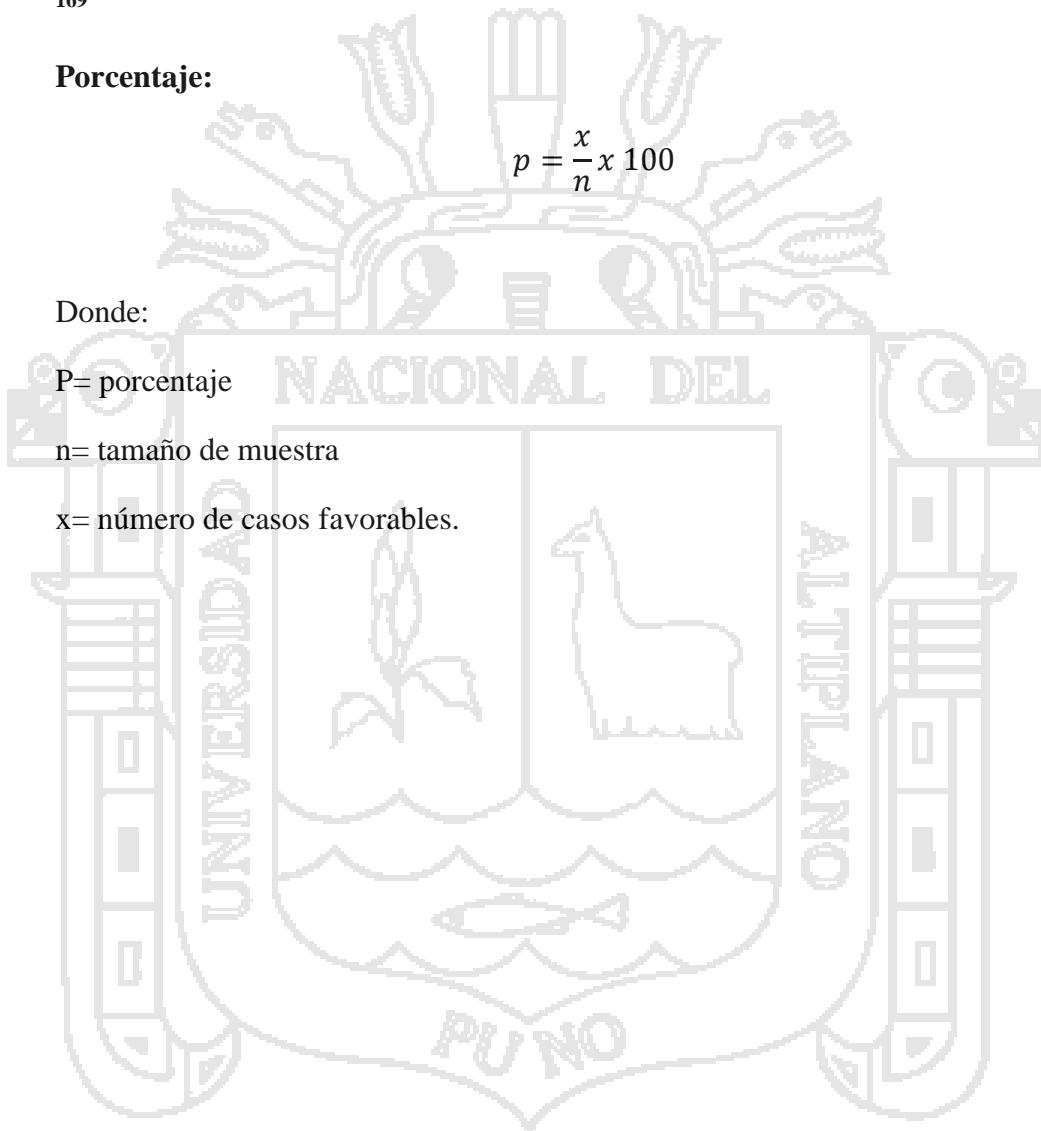 169
Porcentaje:
p = x/n x 100
Donde:
P= porcentaje
n= tamaño de muestra
x= número de casos favorables.
UNIVERSIDAD
NACIONAL DEL
ALTIPLANO
PUNO